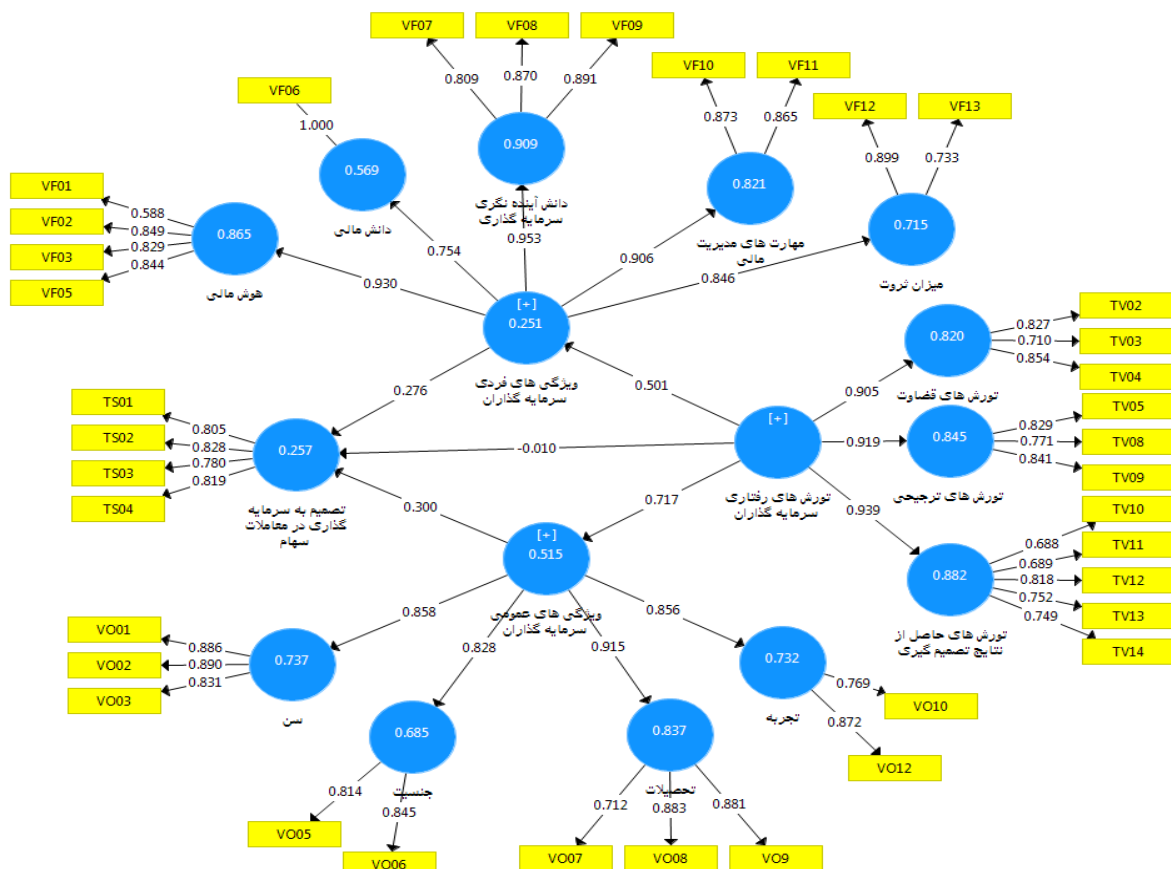 VF07
VF08
VF09
0.809
0.870
0.891
VF10
VF11
0.873
0.865
VF06
1.000
VF12
VF13
0.899
0.733
0.909
دانش آینده نگری
سرمایه گذاری
0.569
دانش مالی
0.821
مهارت های مدیریت
مالی
0.715
میزان ثروت
VF01
VF02
VF03
VF05
0.588
0.849
0.829
0.844
0.865
هوش مالی
0.930
0.754
0.953
0.906
0.846
[+]
0.251
ویژگی های فردی
سرمایه گذاران
0.276
0.501
TV02
TV03
TV04
0.827
0.710
0.854
0.820
تورش های قضاوت
0.905
TS01
TS02
TS03
TS04
0.805
0.828
0.780
0.819
0.257
تصمیم به سرمایه
گذاری در معاملات
سهام
-0.010
[+]
تورش های رفتاری
سرمایه گذاران
0.919
0.845
تورش های ترجیحی
TV05
TV08
TV09
0.829
0.771
0.841
0.300
0.717
0.939
[+]
0.515
ویژگی های عمومی
سرمایه گذاران
0.882
تورش های حاصل از
نتایج تصمیم گیری
TV10
TV11
TV12
TV13
TV14
0.688
0.689
0.818
0.752
0.749
0.858
0.828
0.915
0.856
VO01
VO02
VO03
0.886
0.890
0.831
0.737
سن
0.685
جنسیت
0.814
0.845
VO05
VO06
0.837
تحصیلات
0.712
0.883
0.881
VO07
VO08
VO9
0.732
تجربه
0.769
0.872
VO10
VO12